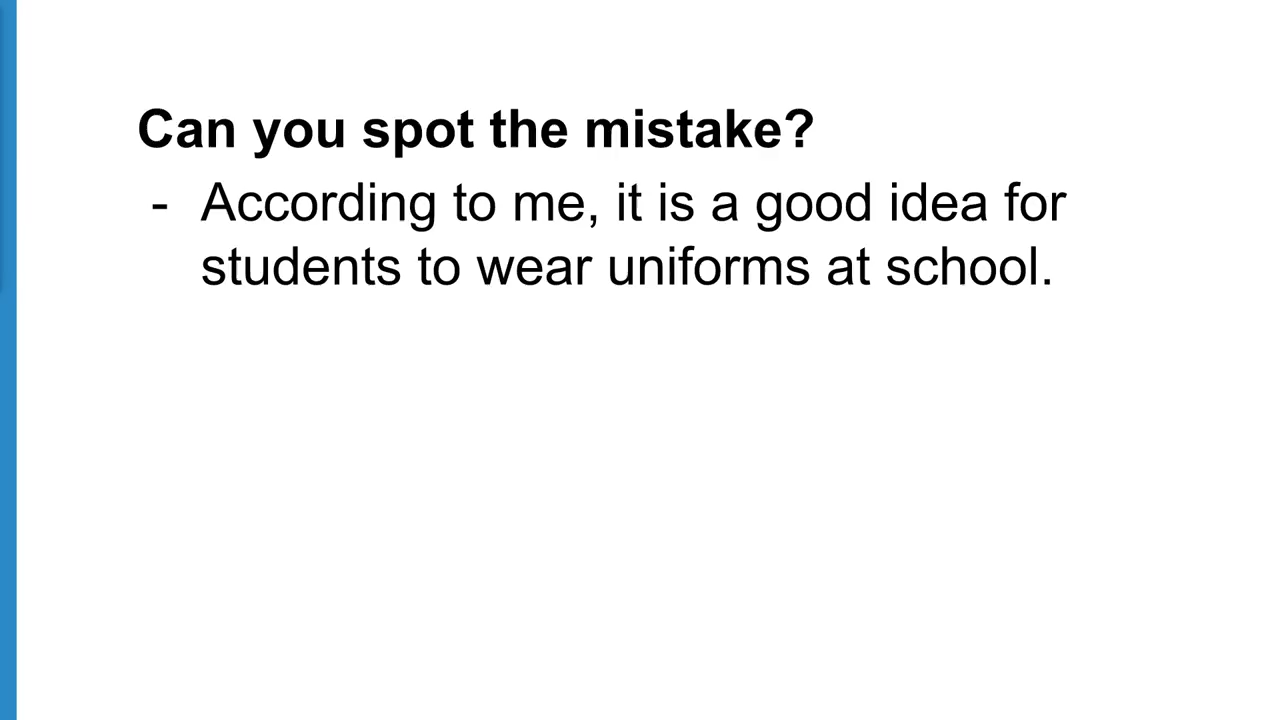 Can you spot the mistake?
- According to me, it is a good idea for
students to wear uniforms at school.